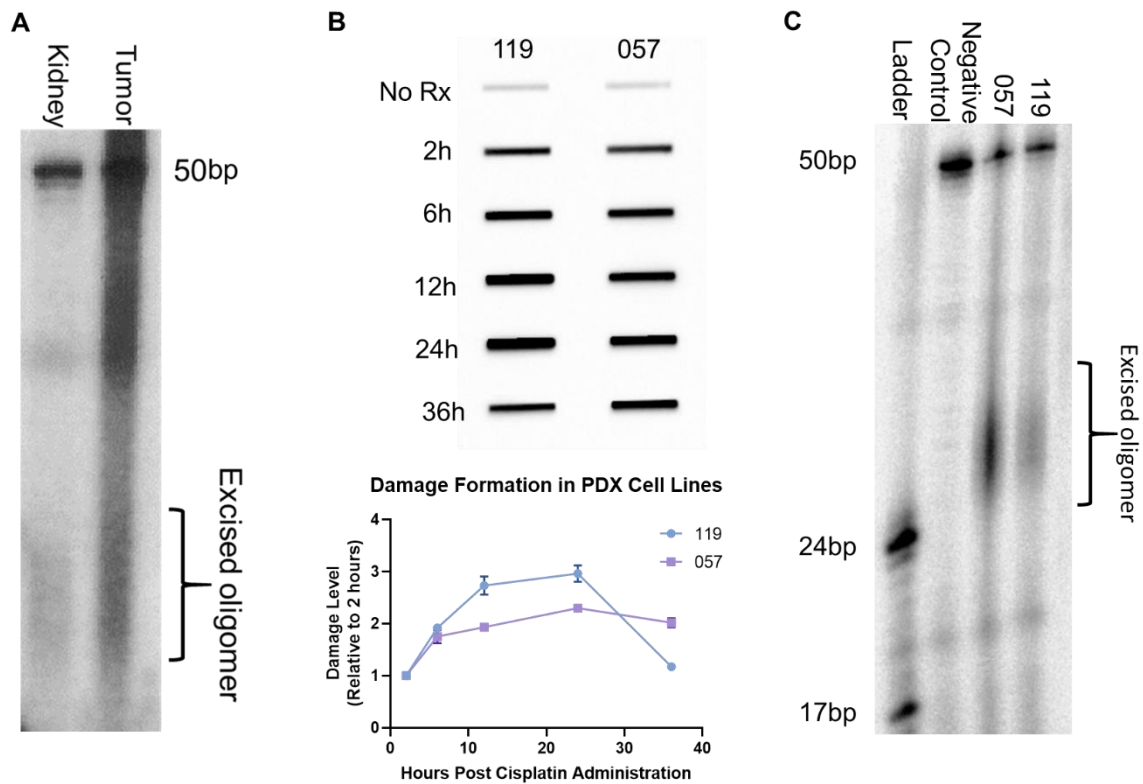 A
Kidney
Tumor
50bp
Excised oligomer
B
119 057
No Rx
2h
6h
12h
24h
36h
Damage Formation in PDX Cell Lines
119
057
Damage Level
(Relative to 2 hours)
4
3
2
1
0
0 10 20 30 40
Hours Post Cisplatin Administration
C
Ladder
Negative
Control
057
119
50bp
24bp
17bp
Excised oligomer